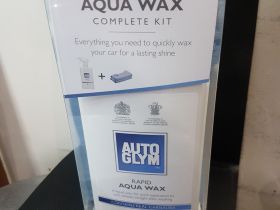 AQUA WAX
COMPLETE KIT
Everything you need to quickly wax
your car for a lasting shine
+
AUTO
GLYM
RAPID
AQUA WAX